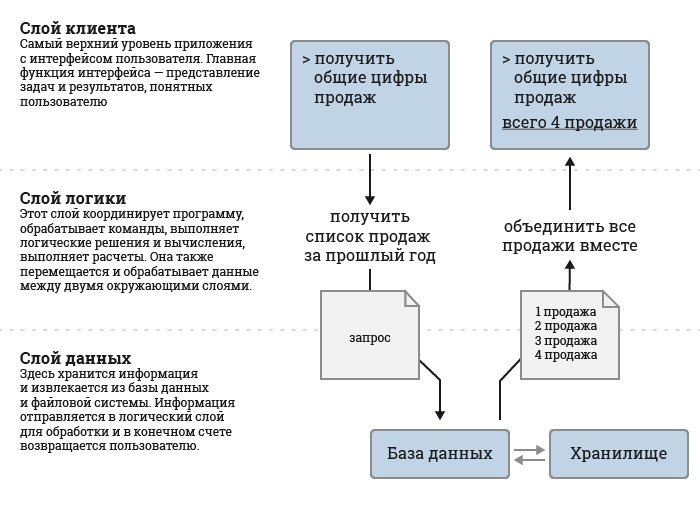 Слой клиента
Самый верхний уровень приложения
с интерфейсом пользователя. Главная
функция интерфейса — представление
задач и результатов, понятных
пользователю
> получить
общие цифры
продаж
> получить
общие цифры
продаж
всего 4 продажи
Слой логики
Этот слой координирует программу,
обрабатывает команды, выполняет
логические решения и вычисления,
выполняет расчеты. Она также
перемещается и обрабатывает данные
между двумя окружающими слоями.
получить
список продаж
за прошлый год
объединить все
продажи вместе
запрос
1 продажа
2 продажа
3 продажа
4 продажа
Слой данных
Здесь хранится информация
и извлекается из базы данных
и файловой системы. Информация
отправляется в логический слой
для обработки и в конечном счете
возвращается пользователю.
База данных
Хранилище